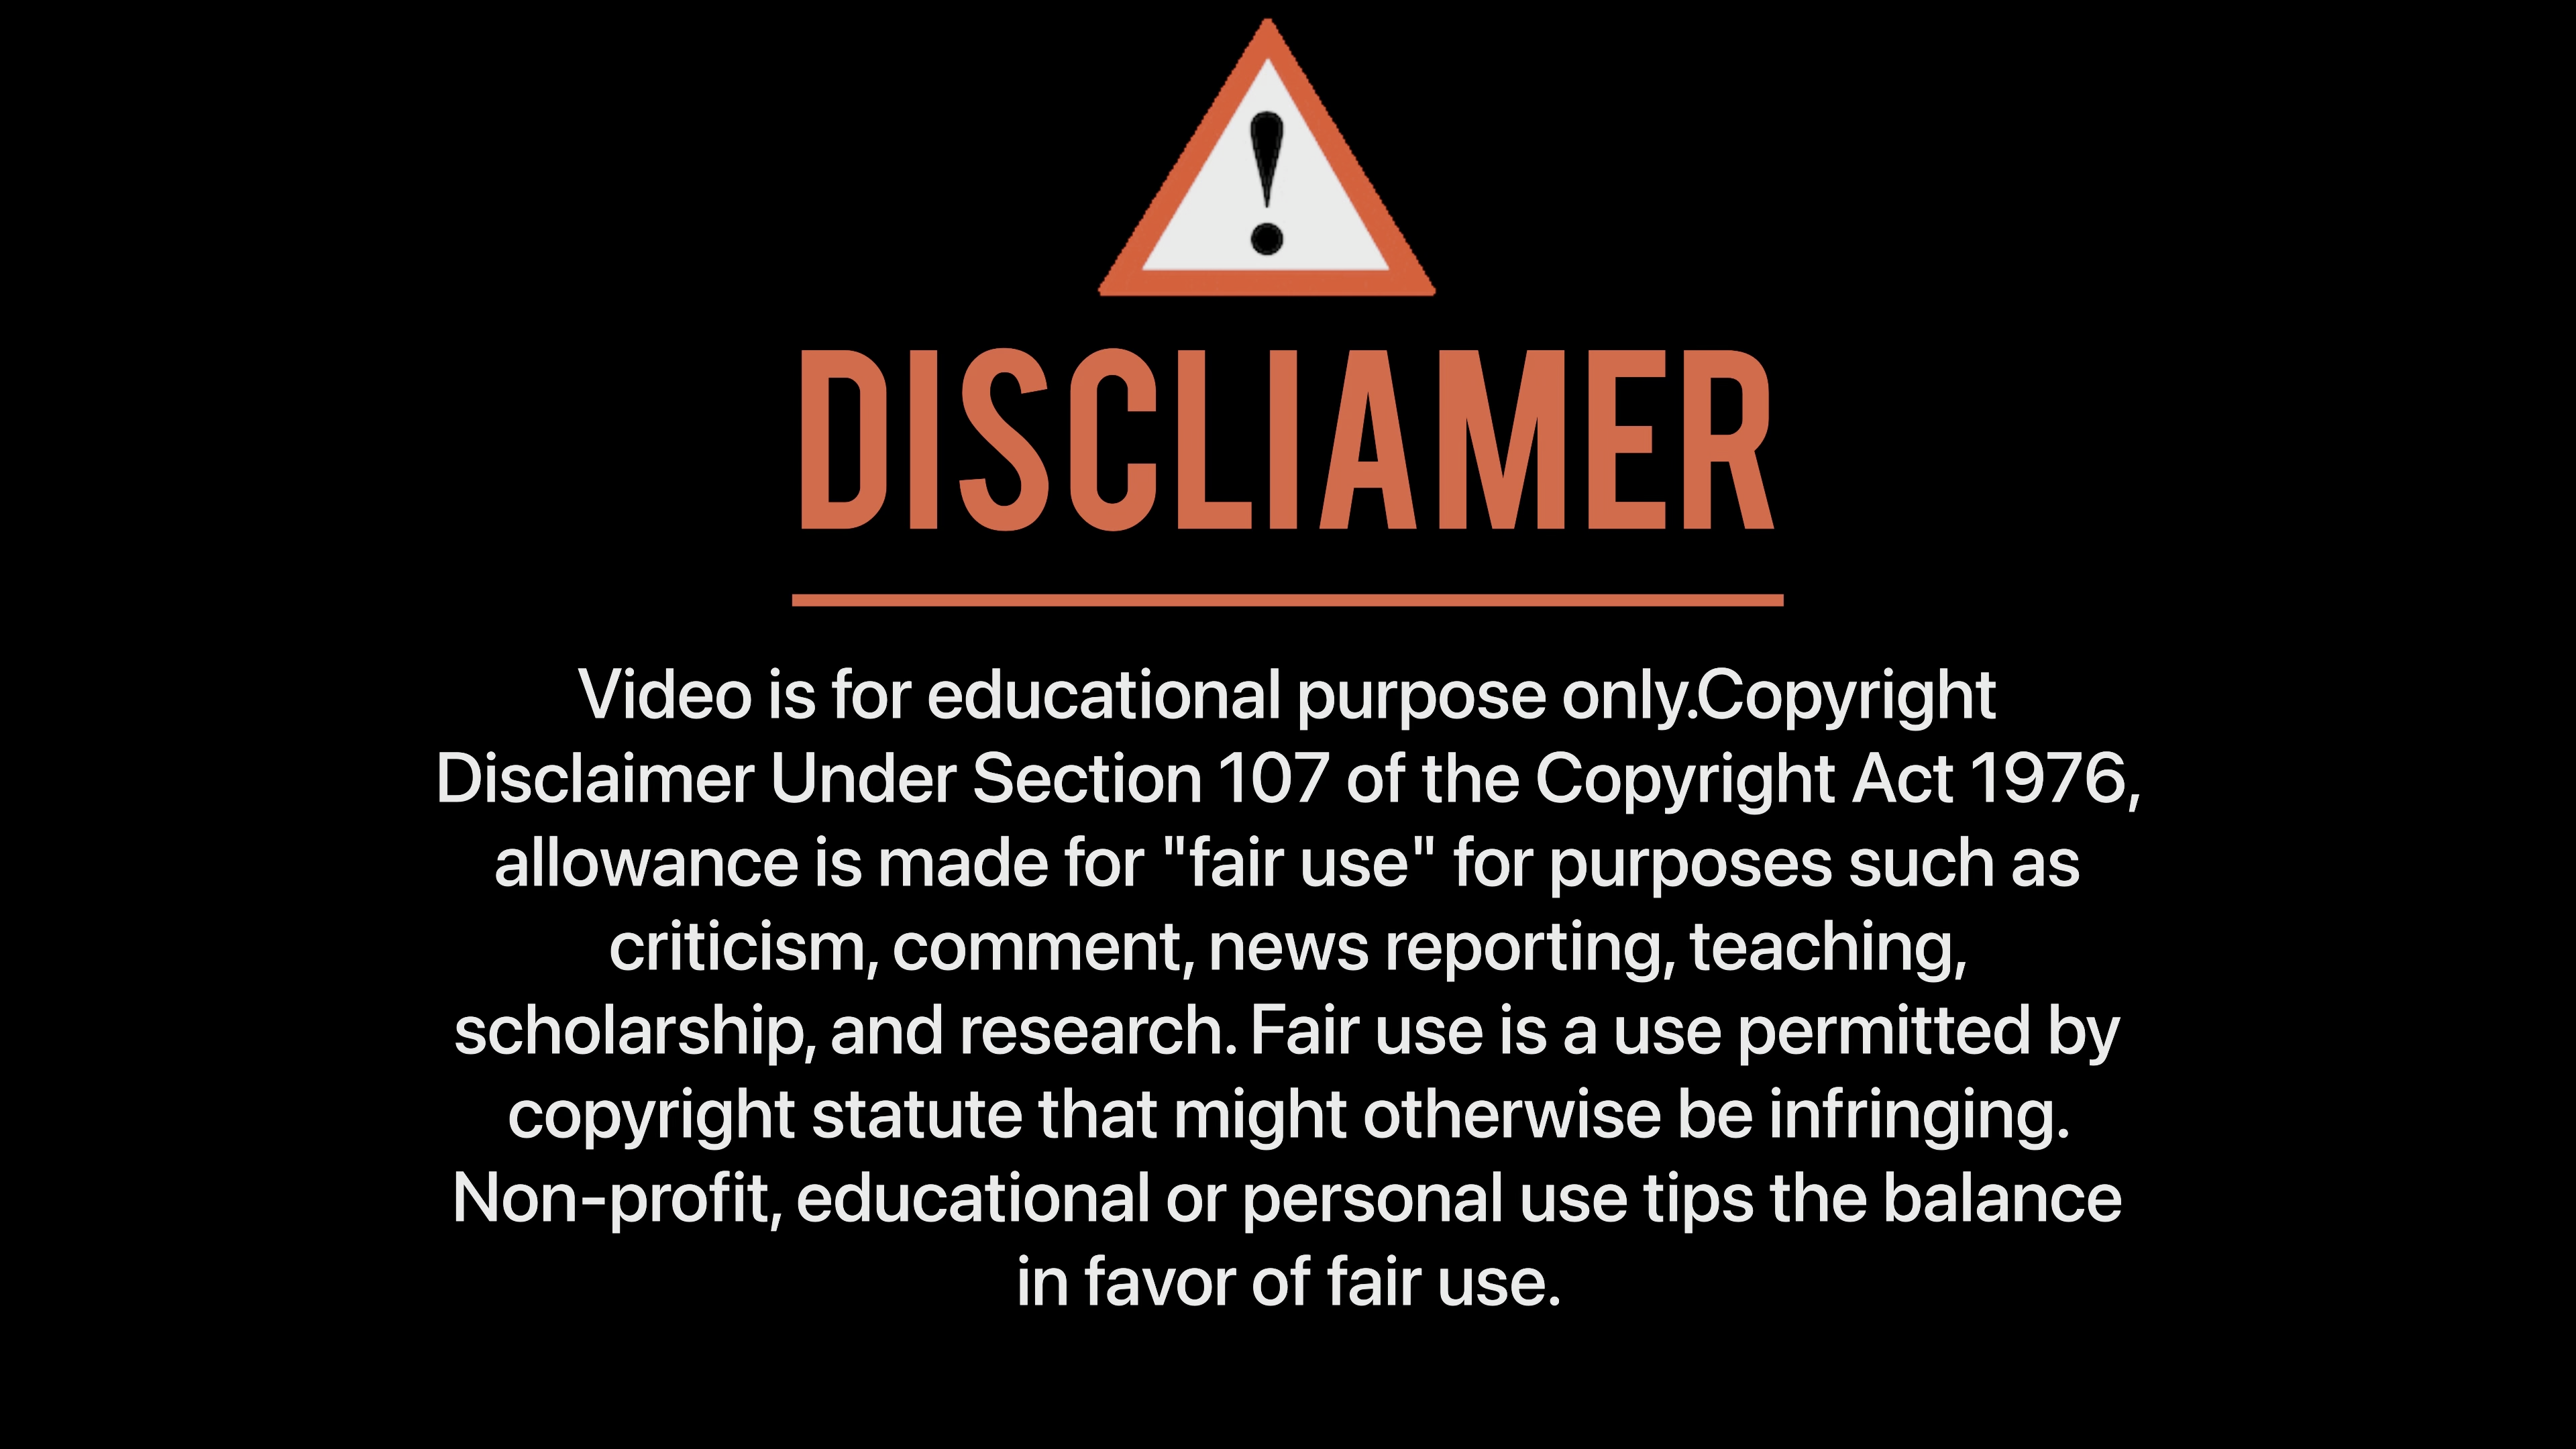 !
DISCLIAMER
Video is for educational purpose only.Copyright
Disclaimer Under Section 107 of the Copyright Act 1976,
allowance is made for "fair use" for purposes such as
criticism, comment, news reporting, teaching,
scholarship, and research. Fair use is a use permitted by
copyright statute that might otherwise be infringing.
Non-profit, educational or personal use tips the balance
in favor of fair use.